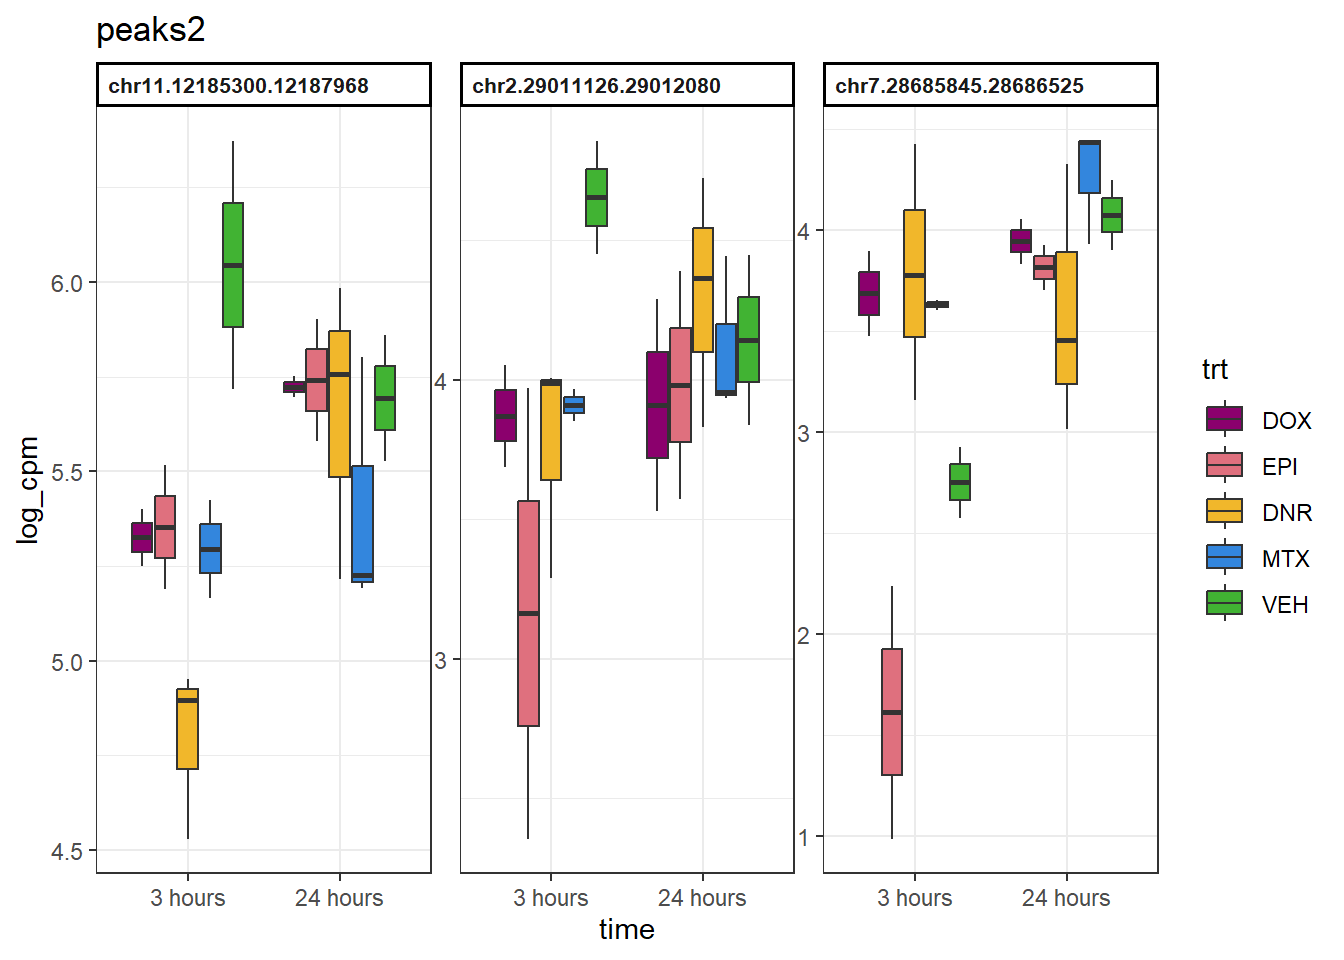 peaks2
chr11.12185300.12187968
chr2.29011126.29012080
chr7.28685845.28686525
log_cpm
6.0
5.5
5.0
4.5
4
3
4
3
2
1
3 hours
24 hours
3 hours
24 hours
3 hours
24 hours
time
trt
DOX
EPI
DNR
MTX
VEH